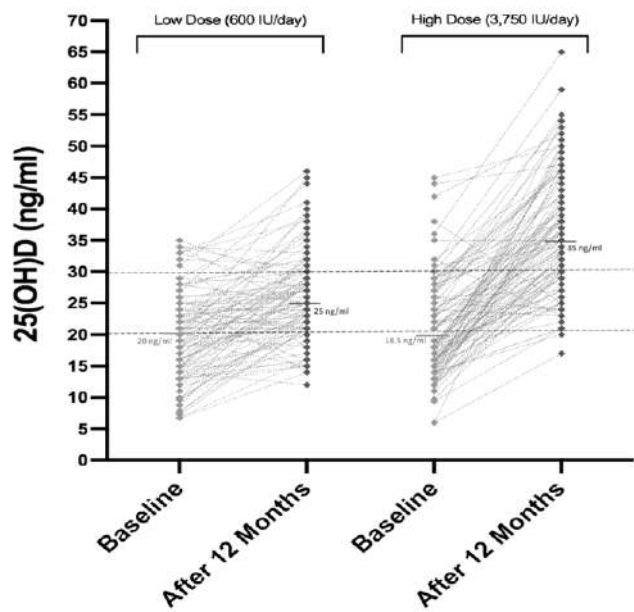 Low Dose (600 IU/day)
High Dose (3,750 IU/day)
25(OH)D (ng/ml)
70
65
60
55
50
45
40
35
30
25
20
15
10
5
0
20 ng/ml
25 ng/ml
18.5 ng/ml
35 ng/ml
Baseline
After 12 Months
Baseline
After 12 Months